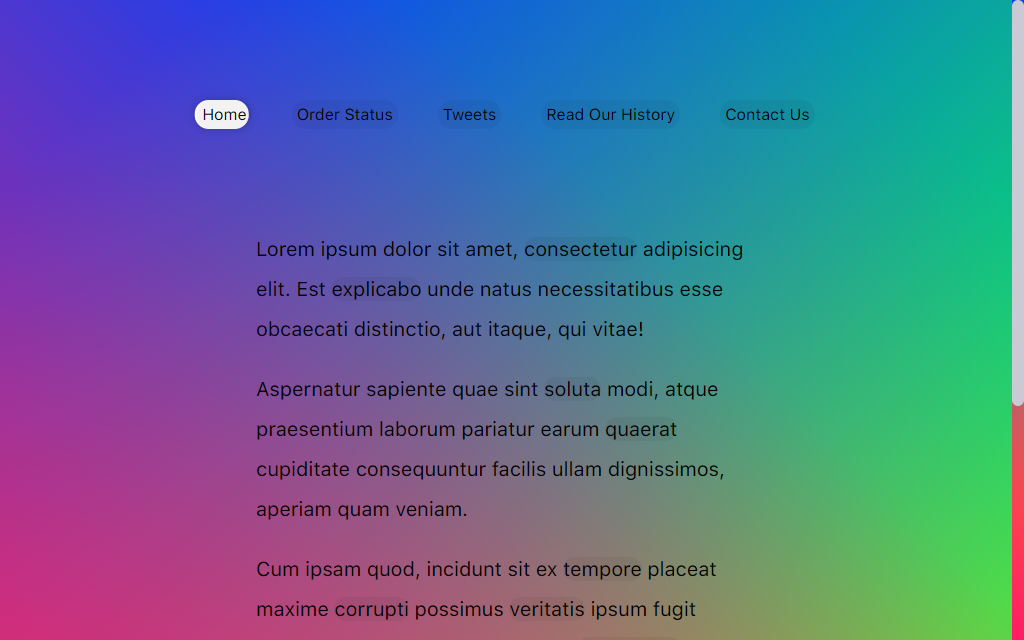 Home Order Status Tweets Read Our History Contact Us
Lorem ipsum dolor sit amet, consectetur adipisicing
elit. Est explicabo unde natus necessitatibus esse
obcaecati distinctio, aut itaque, qui vitae!
Aspernatur sapiente quae sint soluta modi, atque
praesentium laborum pariatur earum quaerat
cupiditate consequuntur facilis ullam dignissimos,
aperiam quam veniam.
Cum ipsam quod, incidunt sit ex tempore placeat
maxime corrupti possimus veritatis ipsum fugit